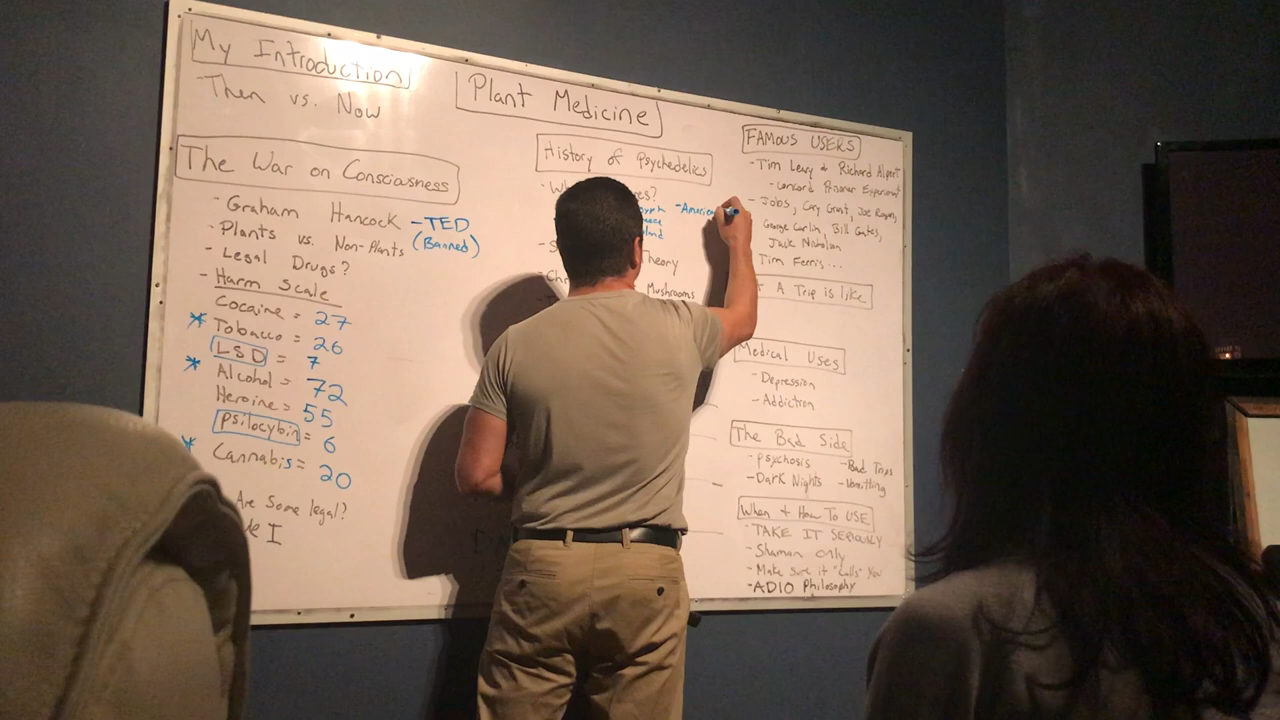 My Introduction
-Then vs. Now
Plant Medicine
The War on Consciousness
- Graham Hancock -TED
(Banned)
- Plants vs. Non-Plants
- Legal Drugs?
- Harm Scale
Cocaine = 27
* Tobacco = 26
LSD = 7
* Alcohol = 72
Heroine = 55
psilocybin = 6
* Cannabis = 20
Are Some legal?
I
History of Psychedelics
-America
Theory
Mushrooms
FAMOUS USERS
- Tim Leary & Richard Alpert
- Concord Prisoner Experiment
- Jobs, Cary Grant, Joe Rogan,
George Carlin, Bill Gates,
Jack Nicholson
- Tim Ferris...
A Trip is like
Medical Uses
- Depression
- Addiction
The Bad Side
- psychosis - Bad Trips
- Dark Nights - Vomitting
When + How To USE
- TAKE IT SERIOUSLY
- Shaman only
- Make sure it "Calls" You
- ADIO Philosophy